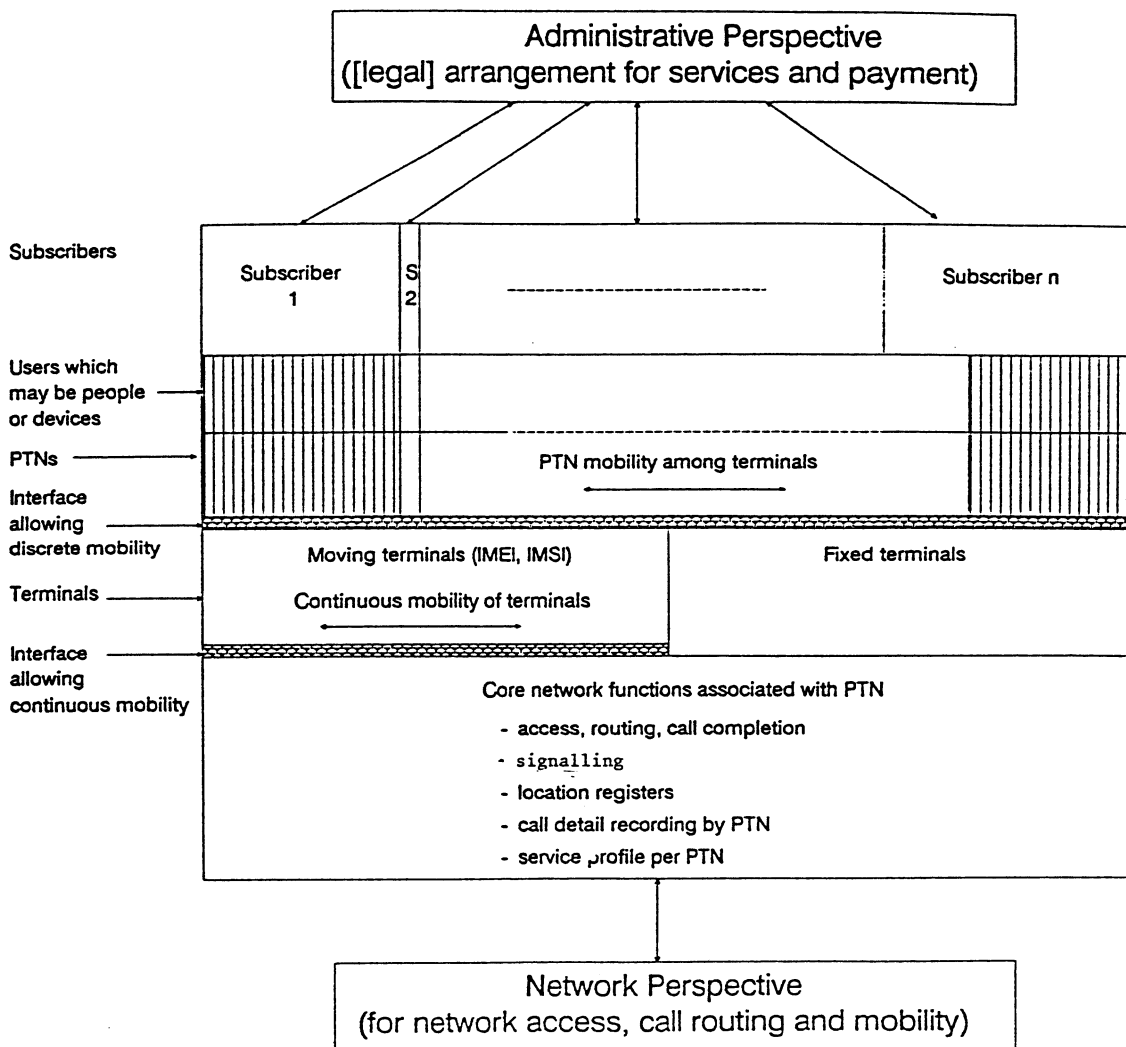 Administrative Perspective
([legal] arrangement for services and payment)
Subscribers
Subscriber
1
S
2
Subscriber n
Users which
may be people
or devices
PTNs
PTN mobility among terminals
Interface
allowing
discrete mobility
Moving terminals (IMEI, IMSI)
Fixed terminals
Terminals
Continuous mobility of terminals
Interface
allowing
continuous mobility
Core network functions associated with PTN
- access, routing, call completion
- signalling
- location registers
- call detail recording by PTN
- service profile per PTN
Network Perspective
(for network access, call routing and mobility)